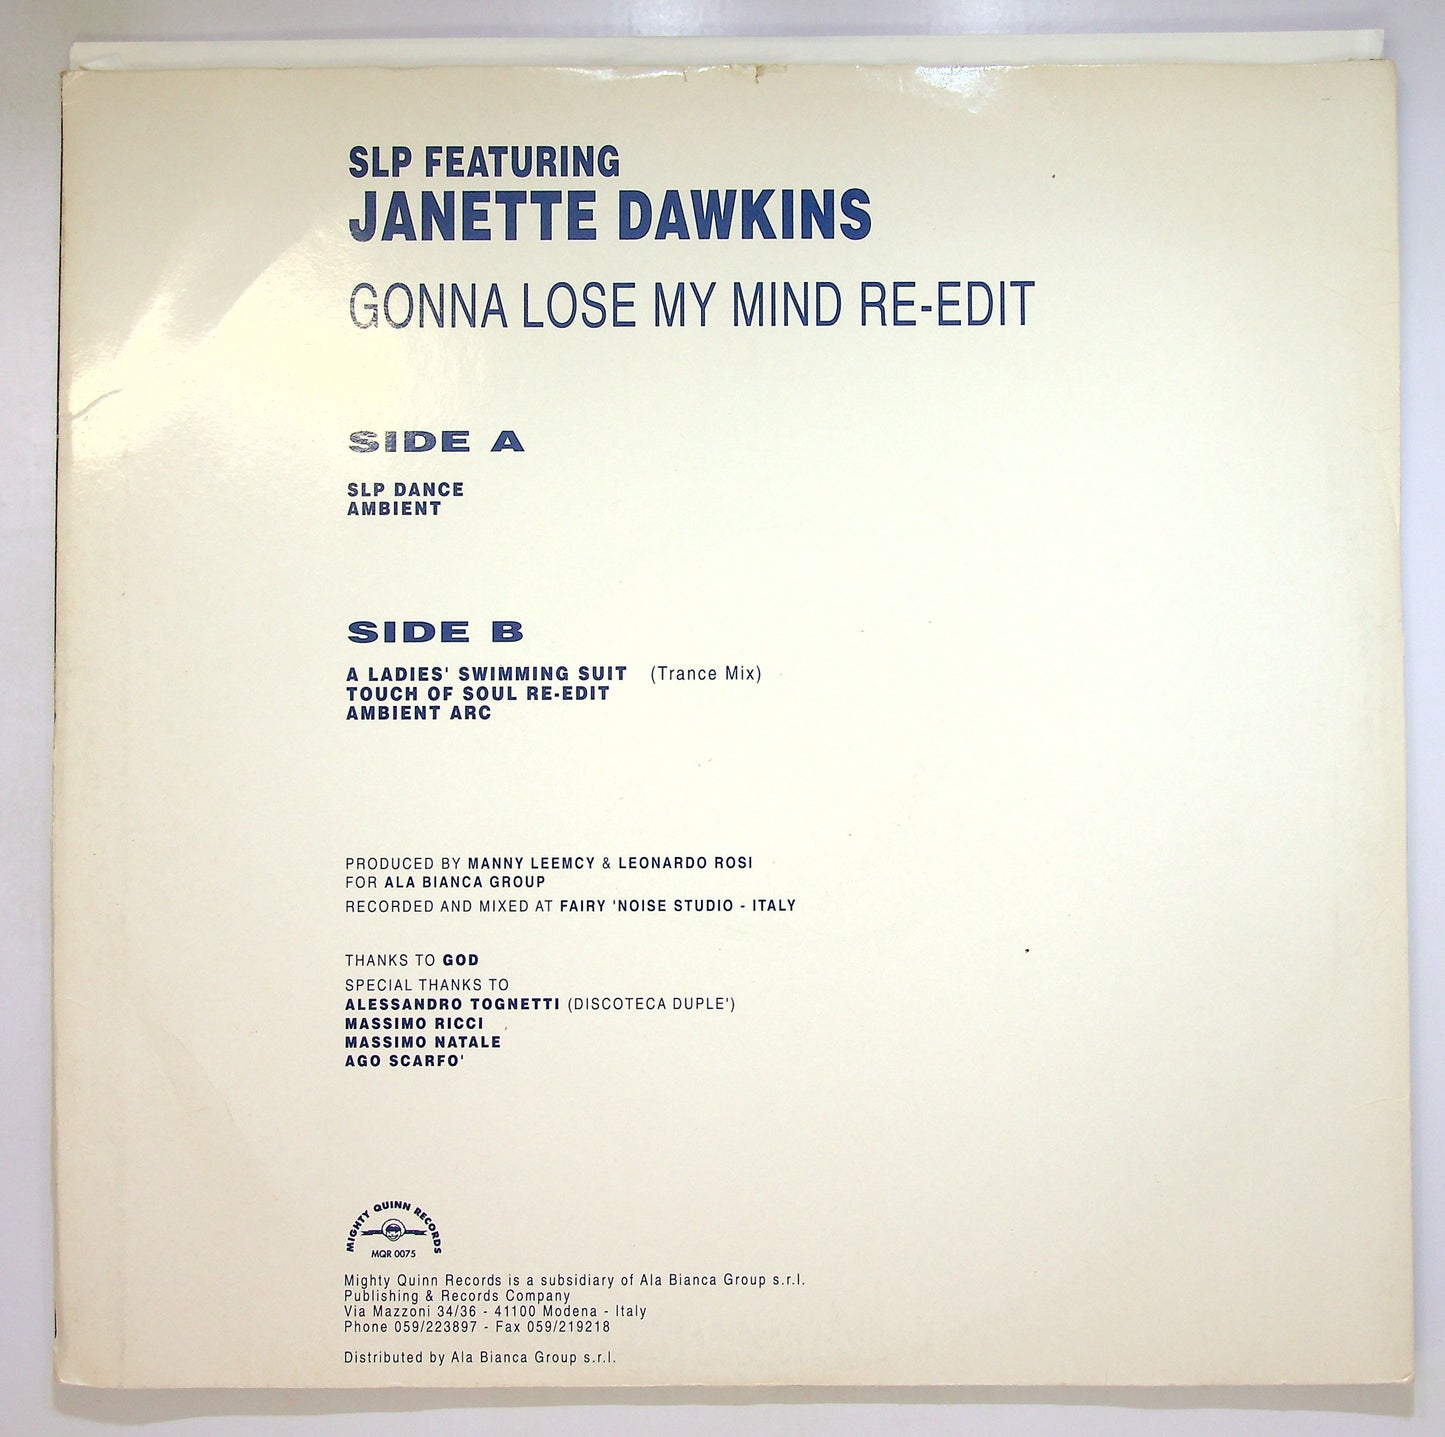 SLP FEATURING
JANETTE DAWKINS
GONNA LOSE MY MIND RE-EDIT
SIDE A
SLP DANCE
AMBIENT
SIDE B
A LADIES' SWIMMING SUIT (Trance Mix)
TOUCH OF SOUL RE-EDIT
AMBIENT ARC
PRODUCED BY MANNY LEEMCY & LEONARDO ROSI
FOR ALA BIANCA GROUP
RECORDED AND MIXED AT FAIRY 'NOISE STUDIO - ITALY
THANKS TO GOD
SPECIAL THANKS TO
ALESSANDRO TOGNETTI (DISCOTECA DUPLE')
MASSIMO RICCI
MASSIMO NATALE
AGO SCARFO'
MIGHTY QUINN RECORDS
MQR 0075
Mighty Quinn Records is a subsidiary of Ala Bianca Group s.r.l.
Publishing & Records Company
Via Mazzoni 34/36 - 41100 Modena - Italy
Phone 059/223897 - Fax 059/219218
Distributed by Ala Bianca Group s.r.l.